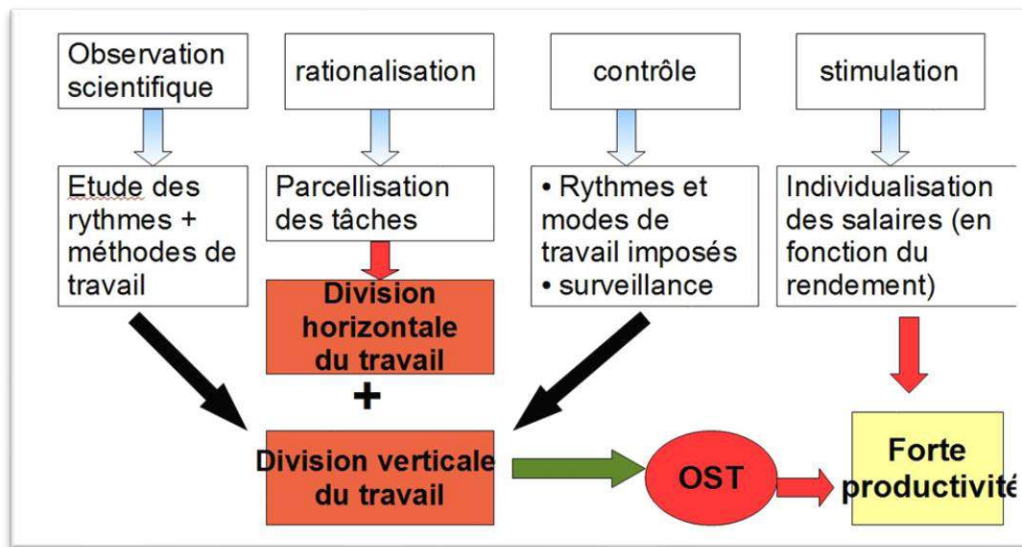 Observation
scientifique
rationalisation
contrôle
stimulation
Etude des
rythmes +
méthodes de
travail
Parcellisation
des tâches
• Rythmes et
modes de
travail imposés
• surveillance
Individualisation
des salaires (en
fonction du
rendement)
Division
horizontale
du travail
+
Division verticale
du travail
OST
Forte
productivité